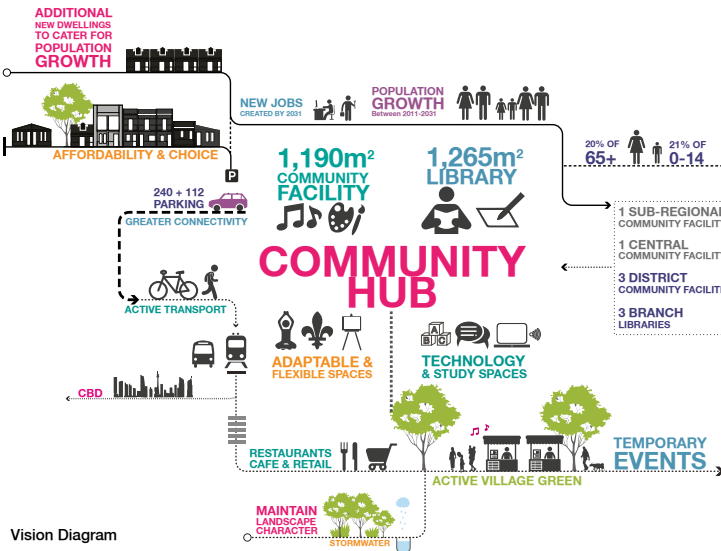 ADDITIONAL
NEW DWELLINGS
TO CATER FOR
POPULATION
GROWTH
AFFORDABILITY & CHOICE
NEW JOBS
CREATED BY 2031
POPULATION
GROWTH
Between 2011-2031
20% OF
65+
21% OF
0-14
P
240 + 112
PARKING
GREATER CONNECTIVITY
1,190m²
COMMUNITY
FACILITY
1,265m²
LIBRARY
1 SUB-REGIONAL
COMMUNITY FACILIT
1 CENTRAL
COMMUNITY FACILIT
3 DISTRICT
COMMUNITY FACILITI
3 BRANCH
LIBRARIES
COMMUNITY
HUB
ACTIVE TRANSPORT
ADAPTABLE &
FLEXIBLE SPACES
A
B C
TECHNOLOGY
& STUDY SPACES
CBD
RESTAURANTS
CAFE & RETAIL
ACTIVE VILLAGE GREEN
TEMPORARY
EVENTS
MAINTAIN
LANDSCAPE
CHARACTER
STORMWATER
Vision Diagram